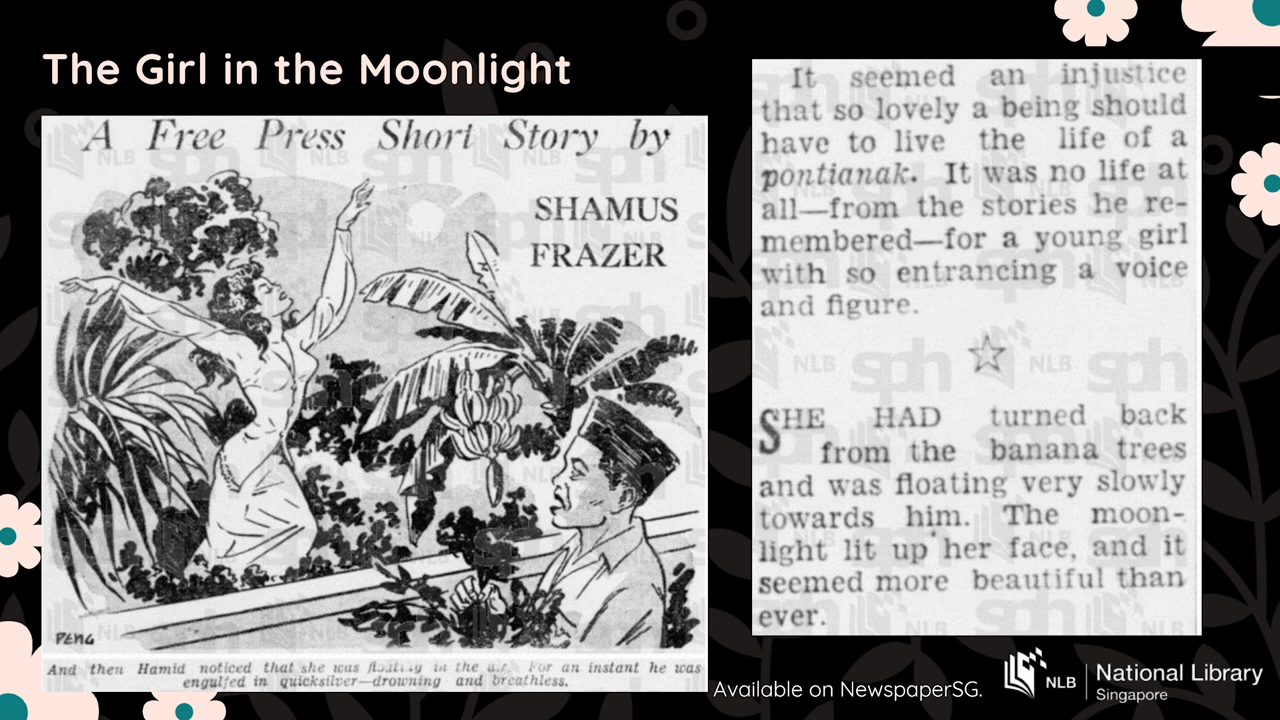 The Girl in the Moonlight
A Free Press Short Story by
SHAMUS
FRAZER
PENG
And then Hamid noticed that she was floating in the air. For an instant he was
engulfed in quicksilver—drowning and breathless.
It seemed an injustice
that so lovely a being should
have to live the life of a
pontianak. It was no life at
all—from the stories he re-
membered—for a young girl
with so entrancing a voice
and figure.
SHE HAD turned back
from the banana trees
and was floating very slowly
towards him. The moon-
light lit up her face, and it
seemed more beautiful than
ever.
Available on NewspaperSG.
NLB
National Library
Singapore